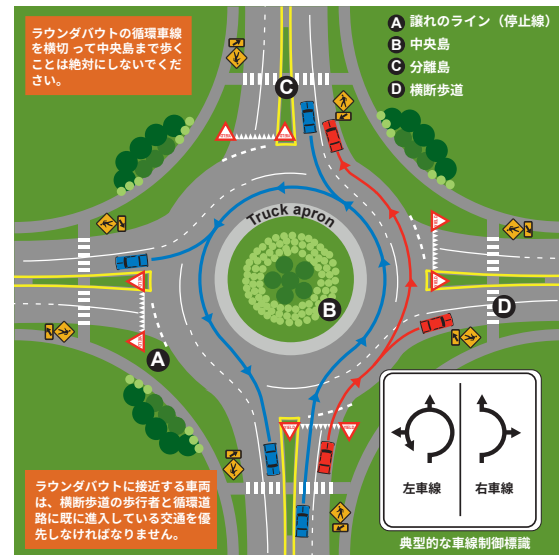 ラウンダバウトの循環車線
を横切 って中央島まで歩く
ことは絶対にしないでくだ
さい。
A 譲れのライン（停止線）
B 中央島
C 分離島
D 横断歩道
C
Truck apron
B
D
A
左車線
右車線
典型的な車線制御標識
ラウンダバウトに接近する車両
は、横断歩道の歩行者と循環道
路に既に進入している交通を優
先しなければなりません。